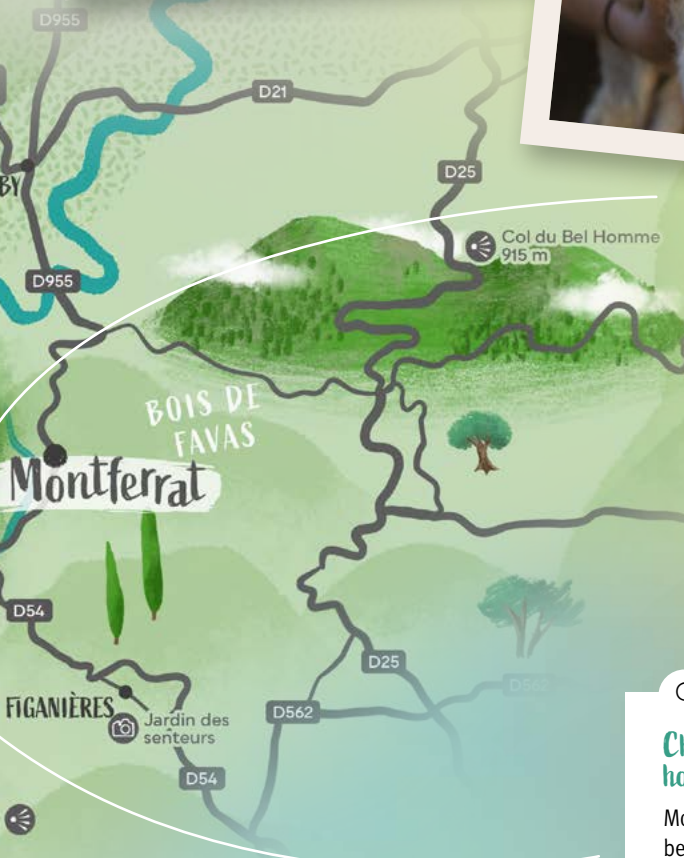 D955
D21
D25
BY
Col du Bel Homme
915 m
D955
BOIS DE
FAVAS
Montferrat
D54
D25
D562
FIGANIÈRES
Jardin des
senteurs
D562
D54